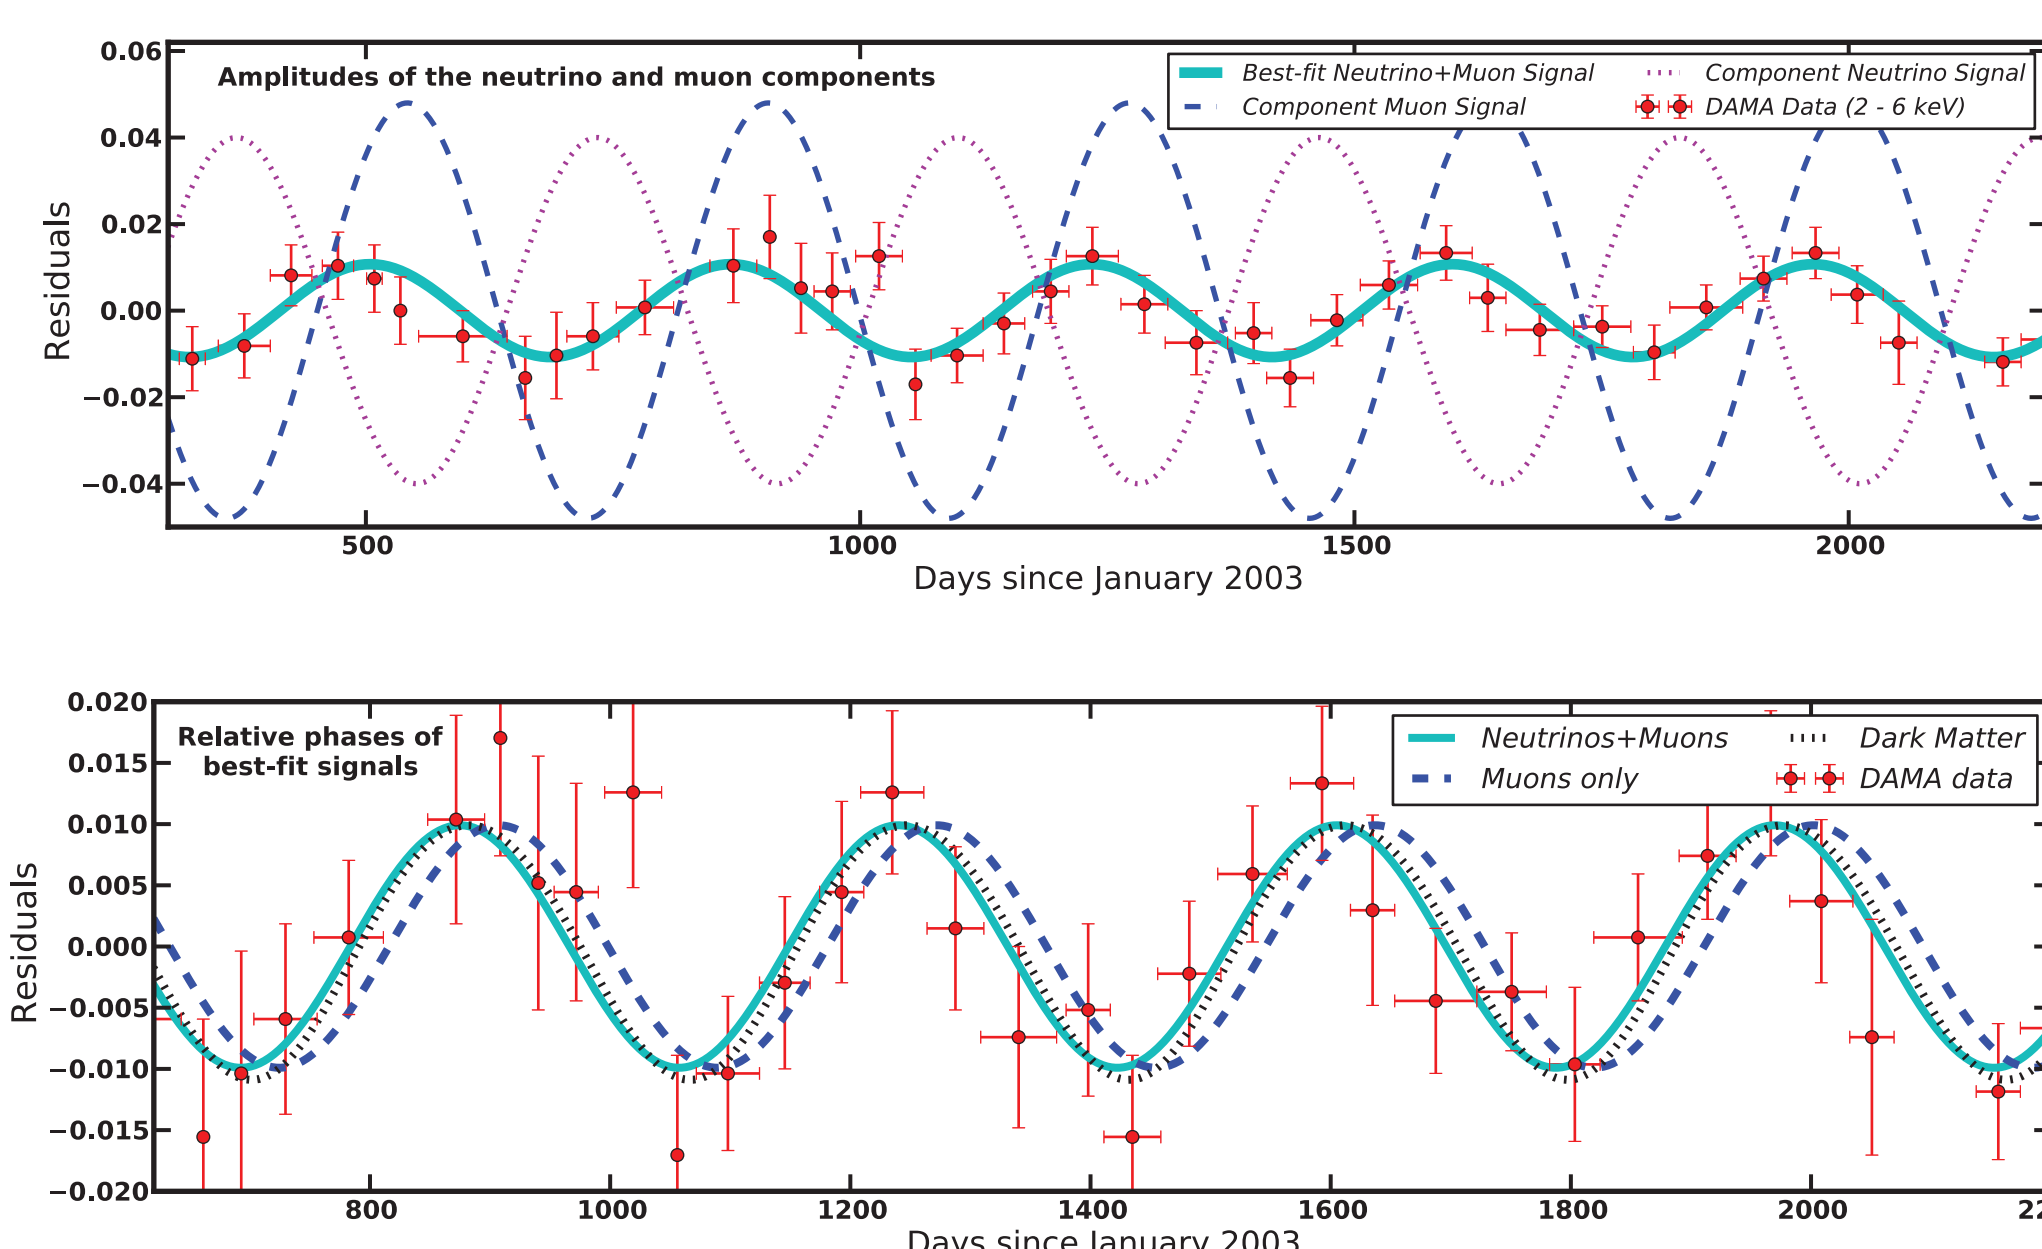 Amplitudes of the neutrino and muon components
Best-fit Neutrino+Muon Signal
Component Neutrino Signal
Component Muon Signal
DAMA Data (2 - 6 keV)
0.06
0.04
0.02
0.00
−0.02
−0.04
Residuals
500
1000
1500
2000
Days since January 2003
Relative phases of
best-fit signals
Neutrinos+Muons
Dark Matter
Muons only
DAMA data
0.020
0.015
0.010
0.005
0.000
−0.005
−0.010
−0.015
−0.020
Residuals
800
1000
1200
1400
1600
1800
2000
Days since January 2003